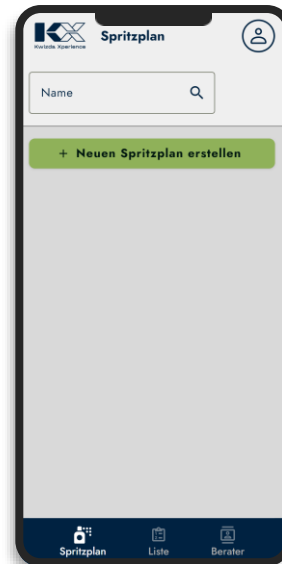 KX
Kwizda Xperience
Spritzplan
Name
+ Neuen Spritzplan erstellen
Spritzplan
Liste
Berater